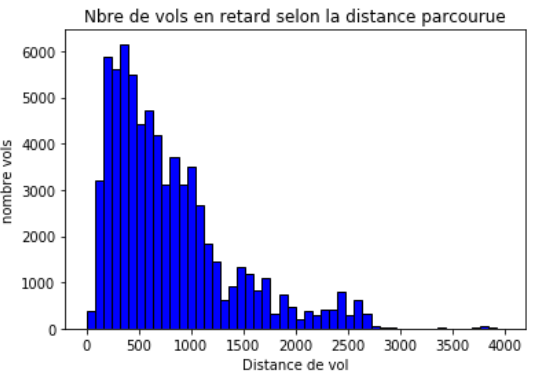 Nbre de vols en retard selon la distance parcourue
nombre vols
6000
5000
4000
3000
2000
1000
0
0 500 1000 1500 2000 2500 3000 3500 4000
Distance de vol